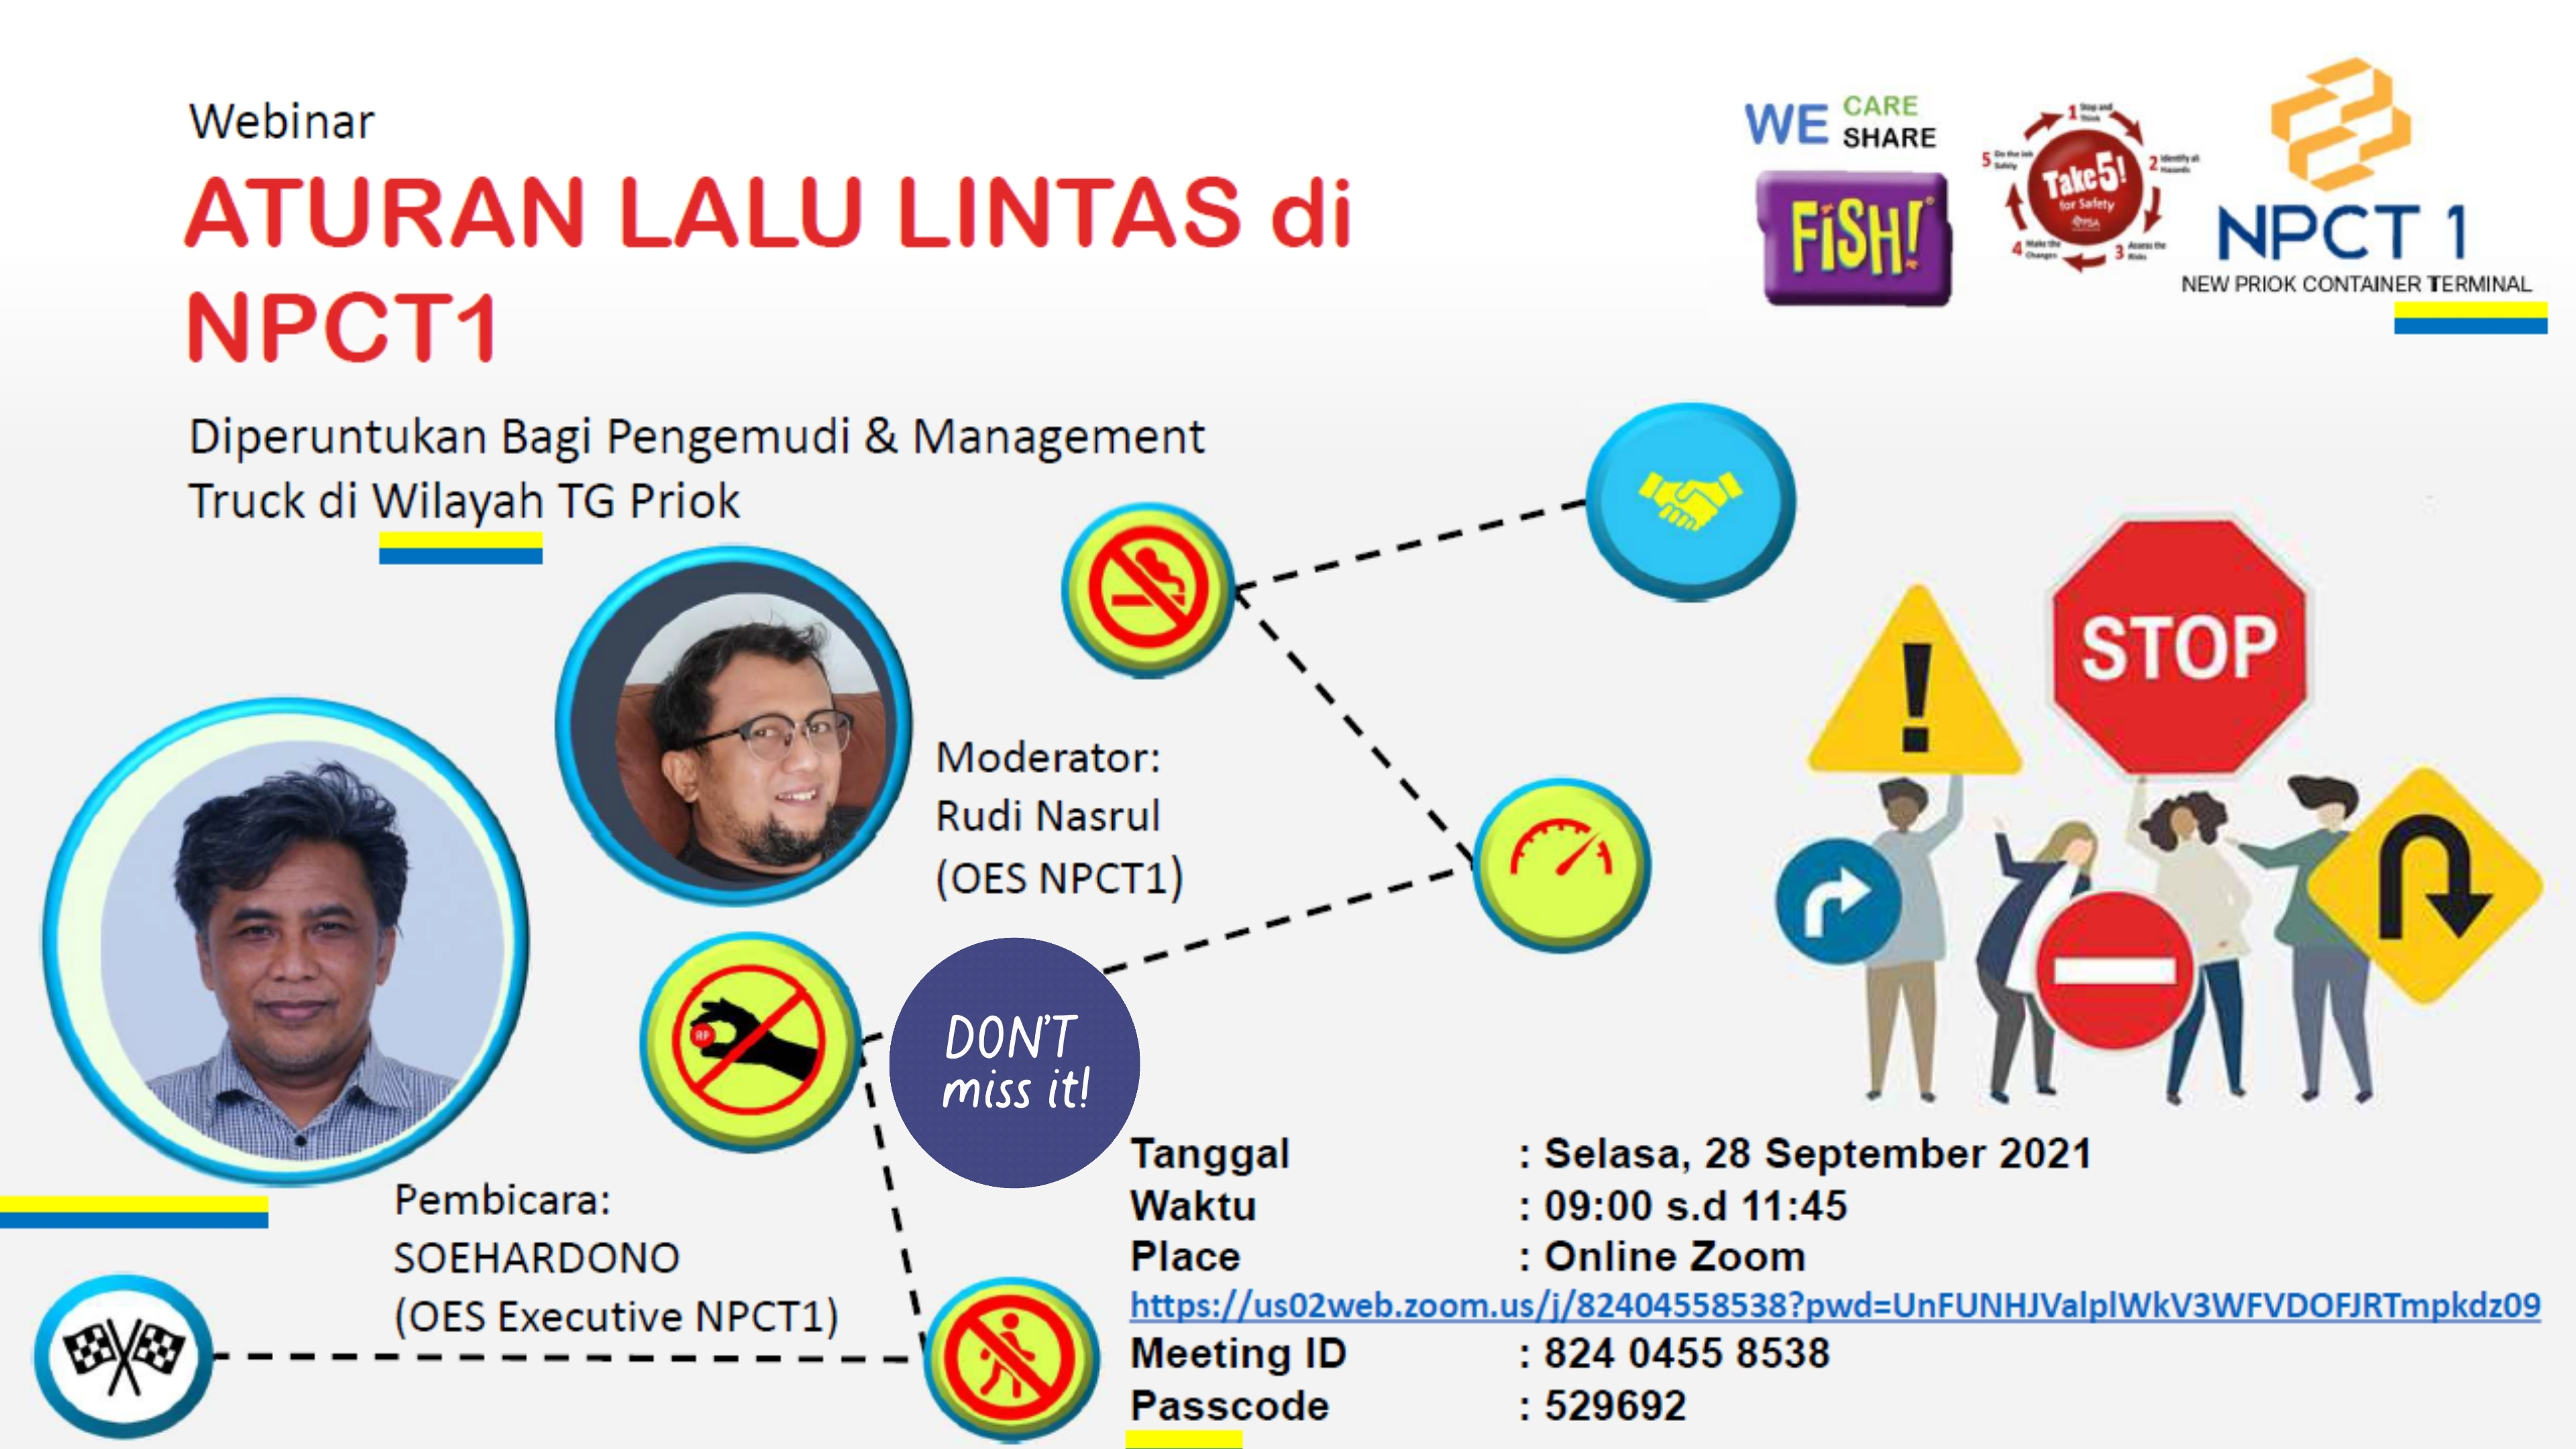 Webinar
ATURAN LALU LINTAS di
NPCT1
Diperuntukan Bagi Pengemudi & Management
Truck di Wilayah TG Priok
WE CARE
SHARE
FiSH!
1 Stop and
Think
2 Identify all
Hazards
3 Assess the
Risks
4 Make the
Changes
5 Do the Job
Safely
Take 5!
for Safety
PSA
NPCT 1
NEW PRIOK CONTAINER TERMINAL
STOP
!
Moderator:
Rudi Nasrul
(OES NPCT1)
RP
DON'T
miss it!
Pembicara:
SOEHARDONO
(OES Executive NPCT1)
Tanggal : Selasa, 28 September 2021
Waktu : 09:00 s.d 11:45
Place : Online Zoom
https://us02web.zoom.us/j/82404558538?pwd=UnFUNHJValplWkV3WFVDOFJRTmpkdz09
Meeting ID : 824 0455 8538
Passcode : 529692